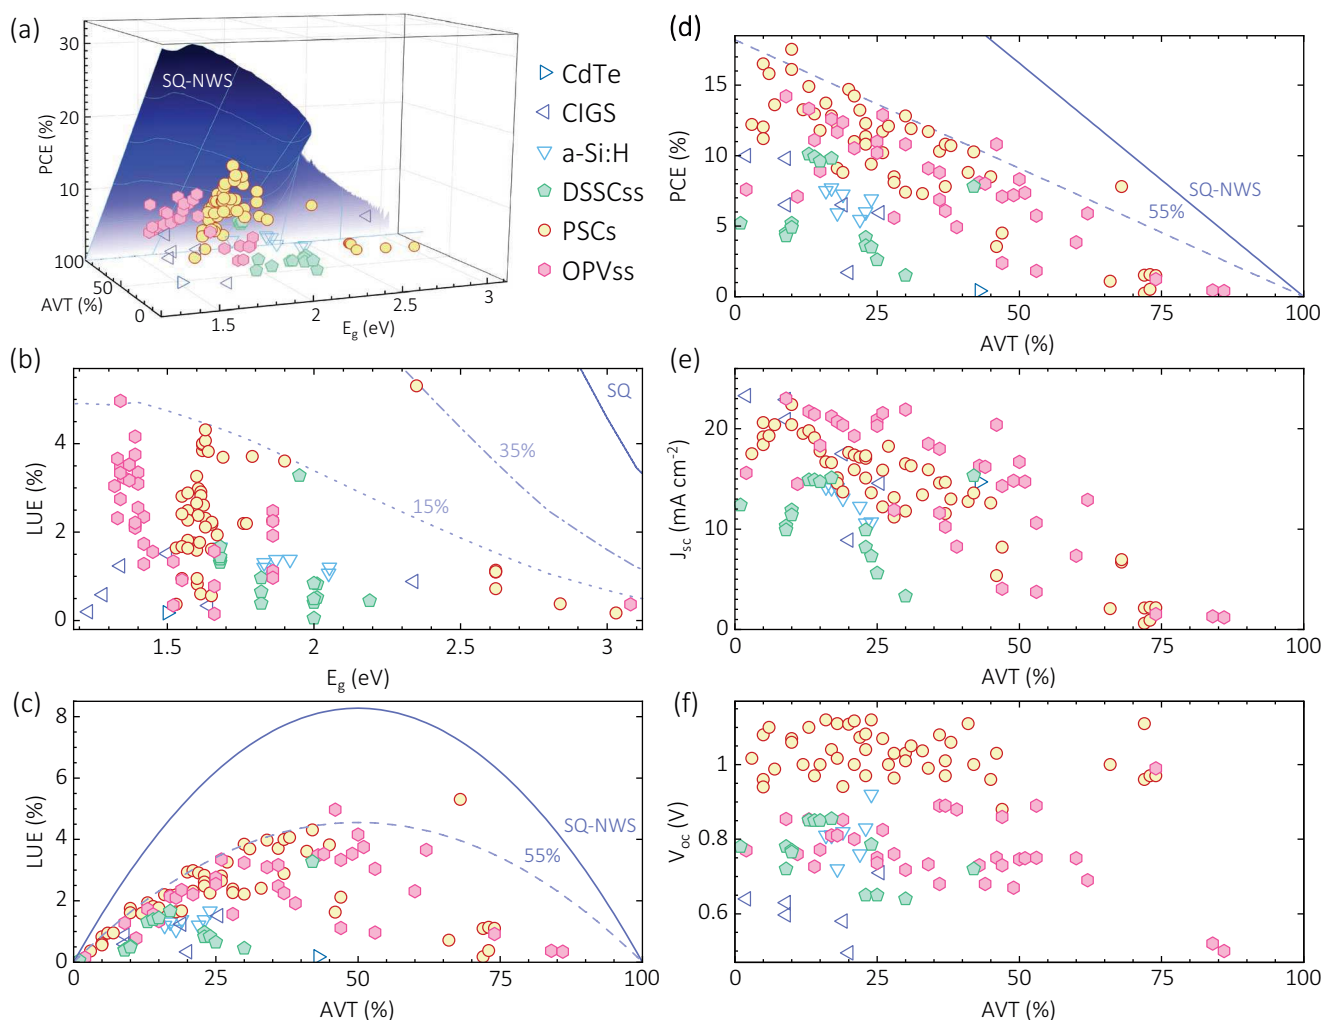 (a)
30
20
10
0
PCE (%)
SQ-NWS
100
50
0
AVT (%)
1.5
2
2.5
3
E_g (eV)
CdTe
CIGS
a-Si:H
DSSCss
PSCs
OPVss
(b)
4
2
0
LUE (%)
SQ
35%
15%
1.5
2
2.5
3
E_g (eV)
(c)
8
6
4
2
0
LUE (%)
SQ-NWS
55%
0
25
50
75
100
AVT (%)
(d)
15
10
5
0
PCE (%)
SQ-NWS
55%
0
25
50
75
100
AVT (%)
(e)
20
10
0
J_sc (mA cm⁻²)
0
25
50
75
100
AVT (%)
(f)
1
0.8
0.6
V_oc (V)
0
25
50
75
100
AVT (%)